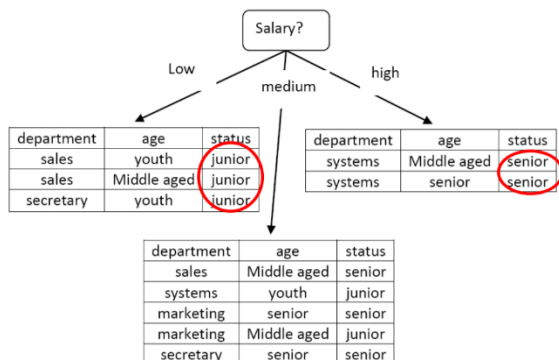 Salary?
Low
medium
high
department age status
sales youth junior
sales Middle aged junior
secretary youth junior
department age status
systems Middle aged senior
systems senior senior
department age status
sales Middle aged senior
systems youth junior
marketing senior senior
marketing Middle aged junior
secretary senior senior